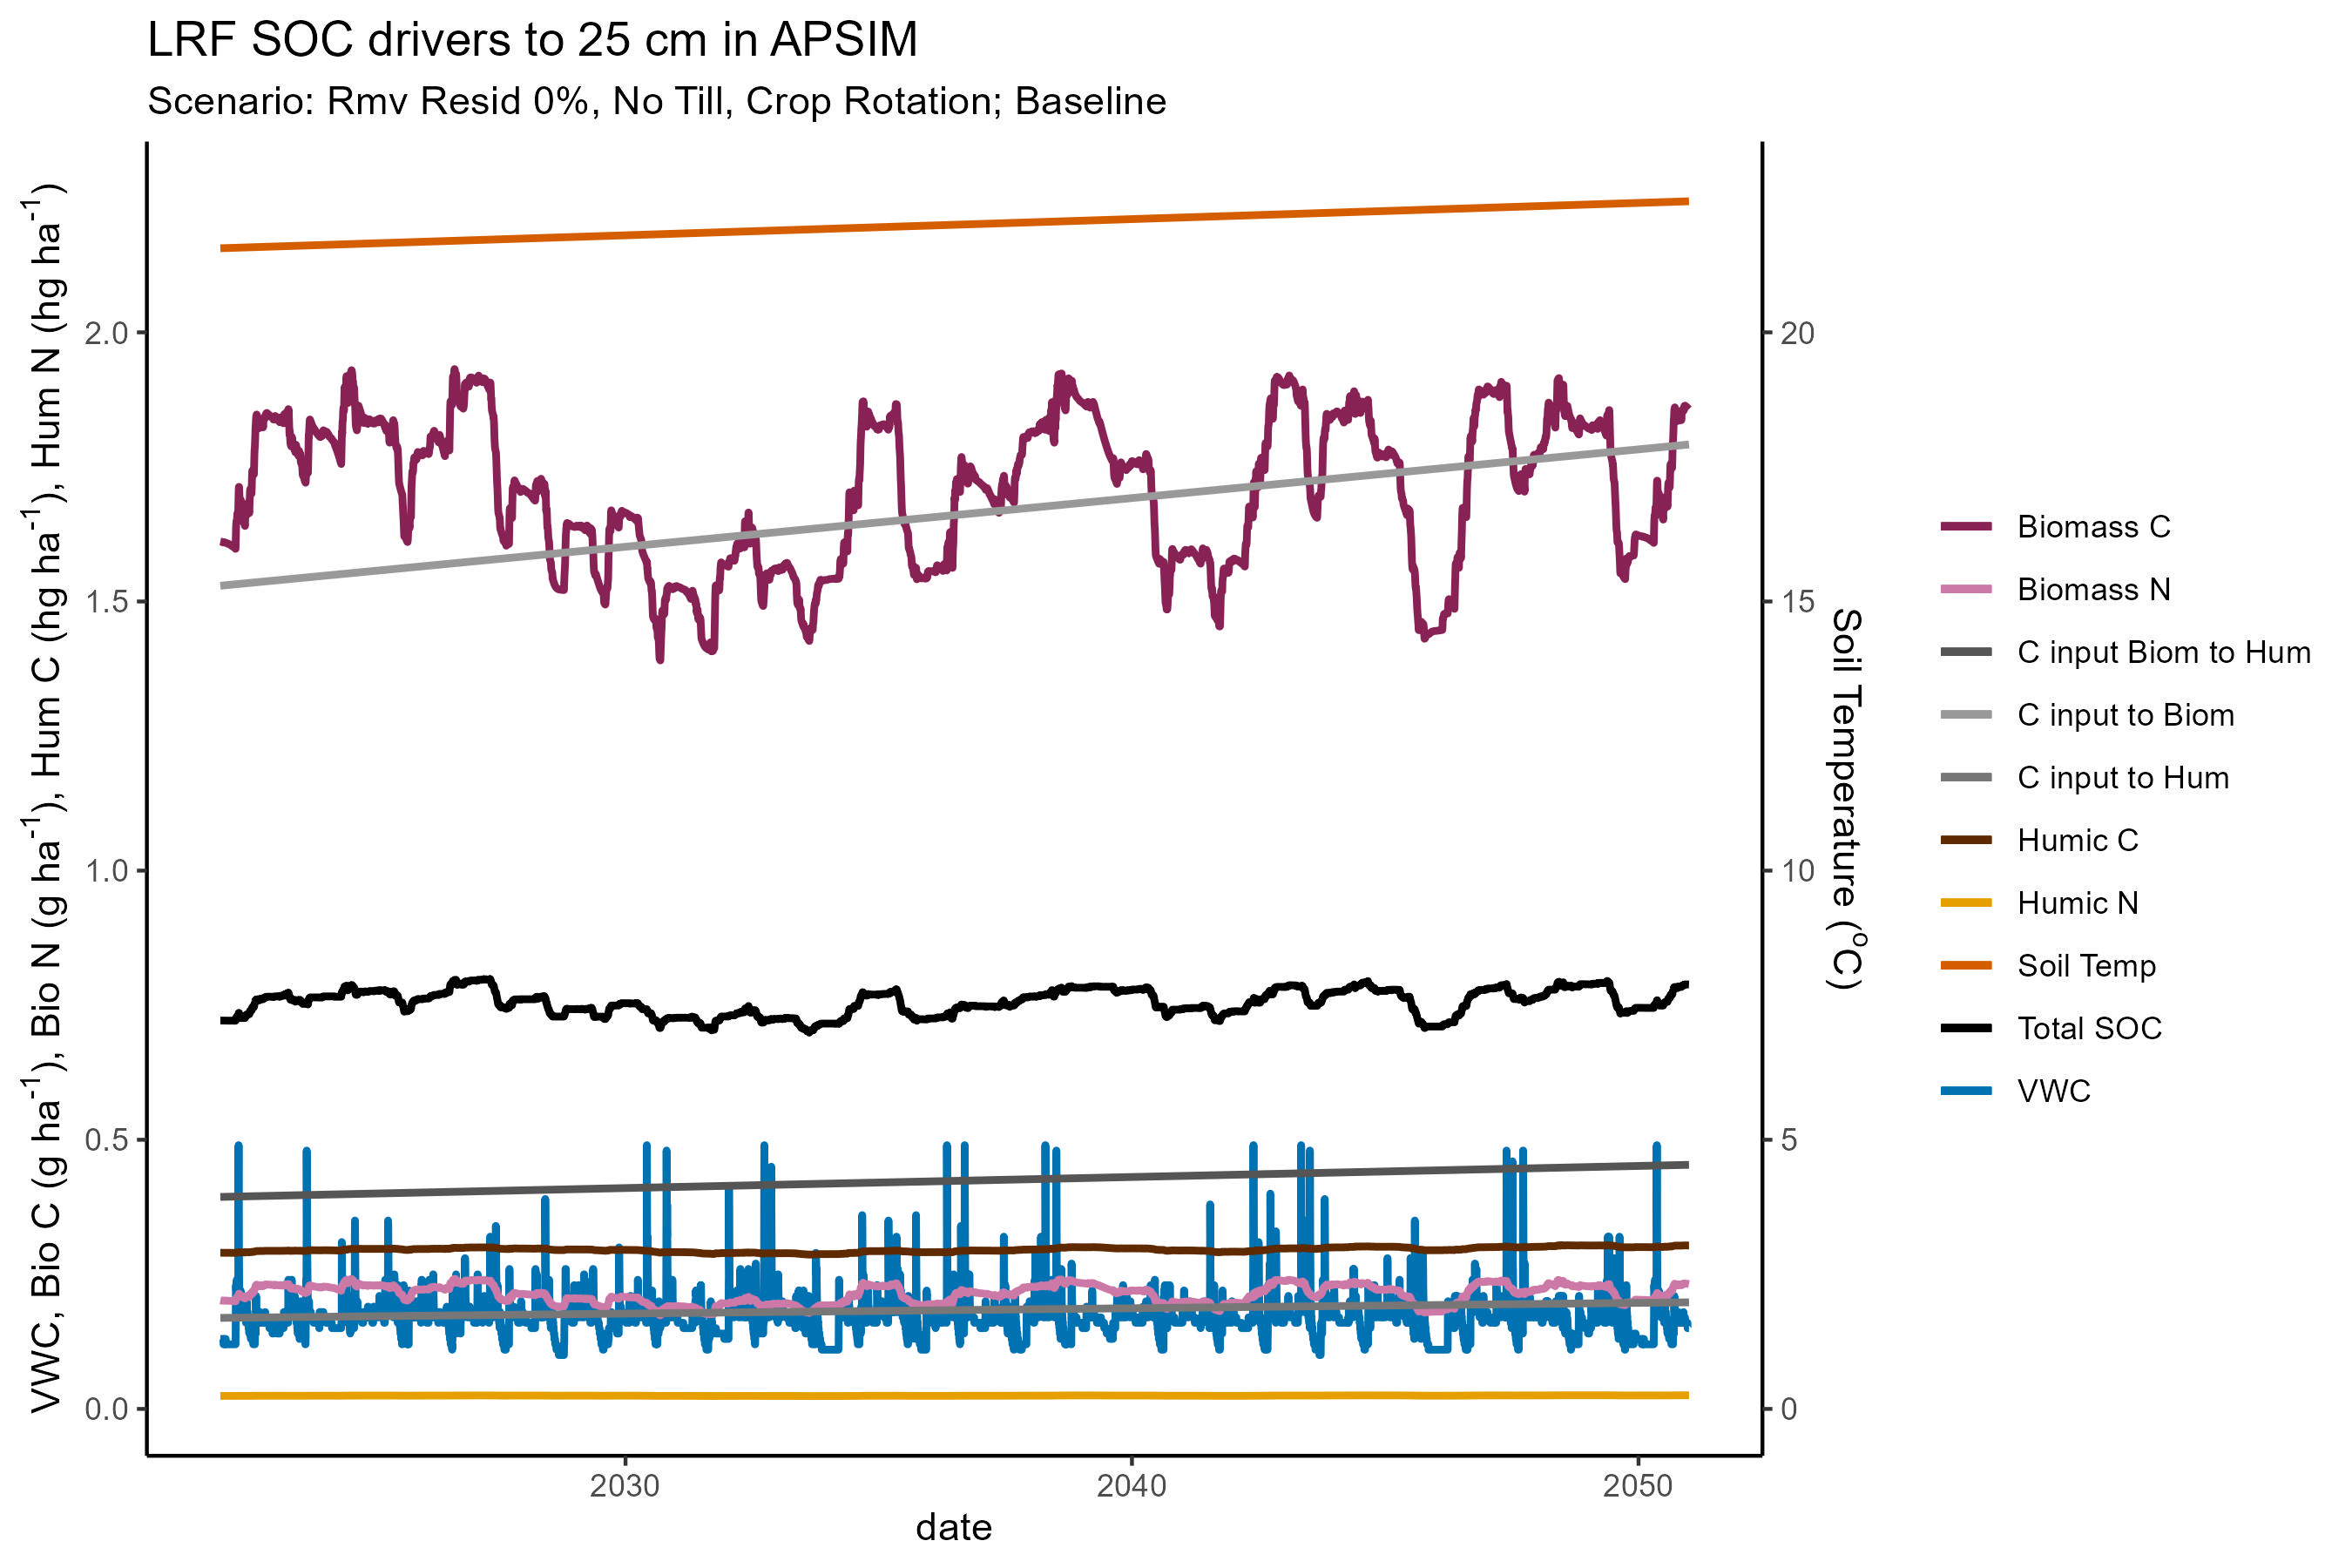 LRF SOC drivers to 25 cm in APSIM
Scenario: Rmv Resid 0%, No Till, Crop Rotation; Baseline
VWC, Bio C (g ha⁻¹), Bio N (g ha⁻¹), Hum C (hg ha⁻¹), Hum N (hg ha⁻¹)
2.0
1.5
1.0
0.5
0.0
20
15
10
5
0
Soil Temperature (°C)
2030
2040
2050
date
Biomass C
Biomass N
C input Biom to Hum
C input to Biom
C input to Hum
Humic C
Humic N
Soil Temp
Total SOC
VWC